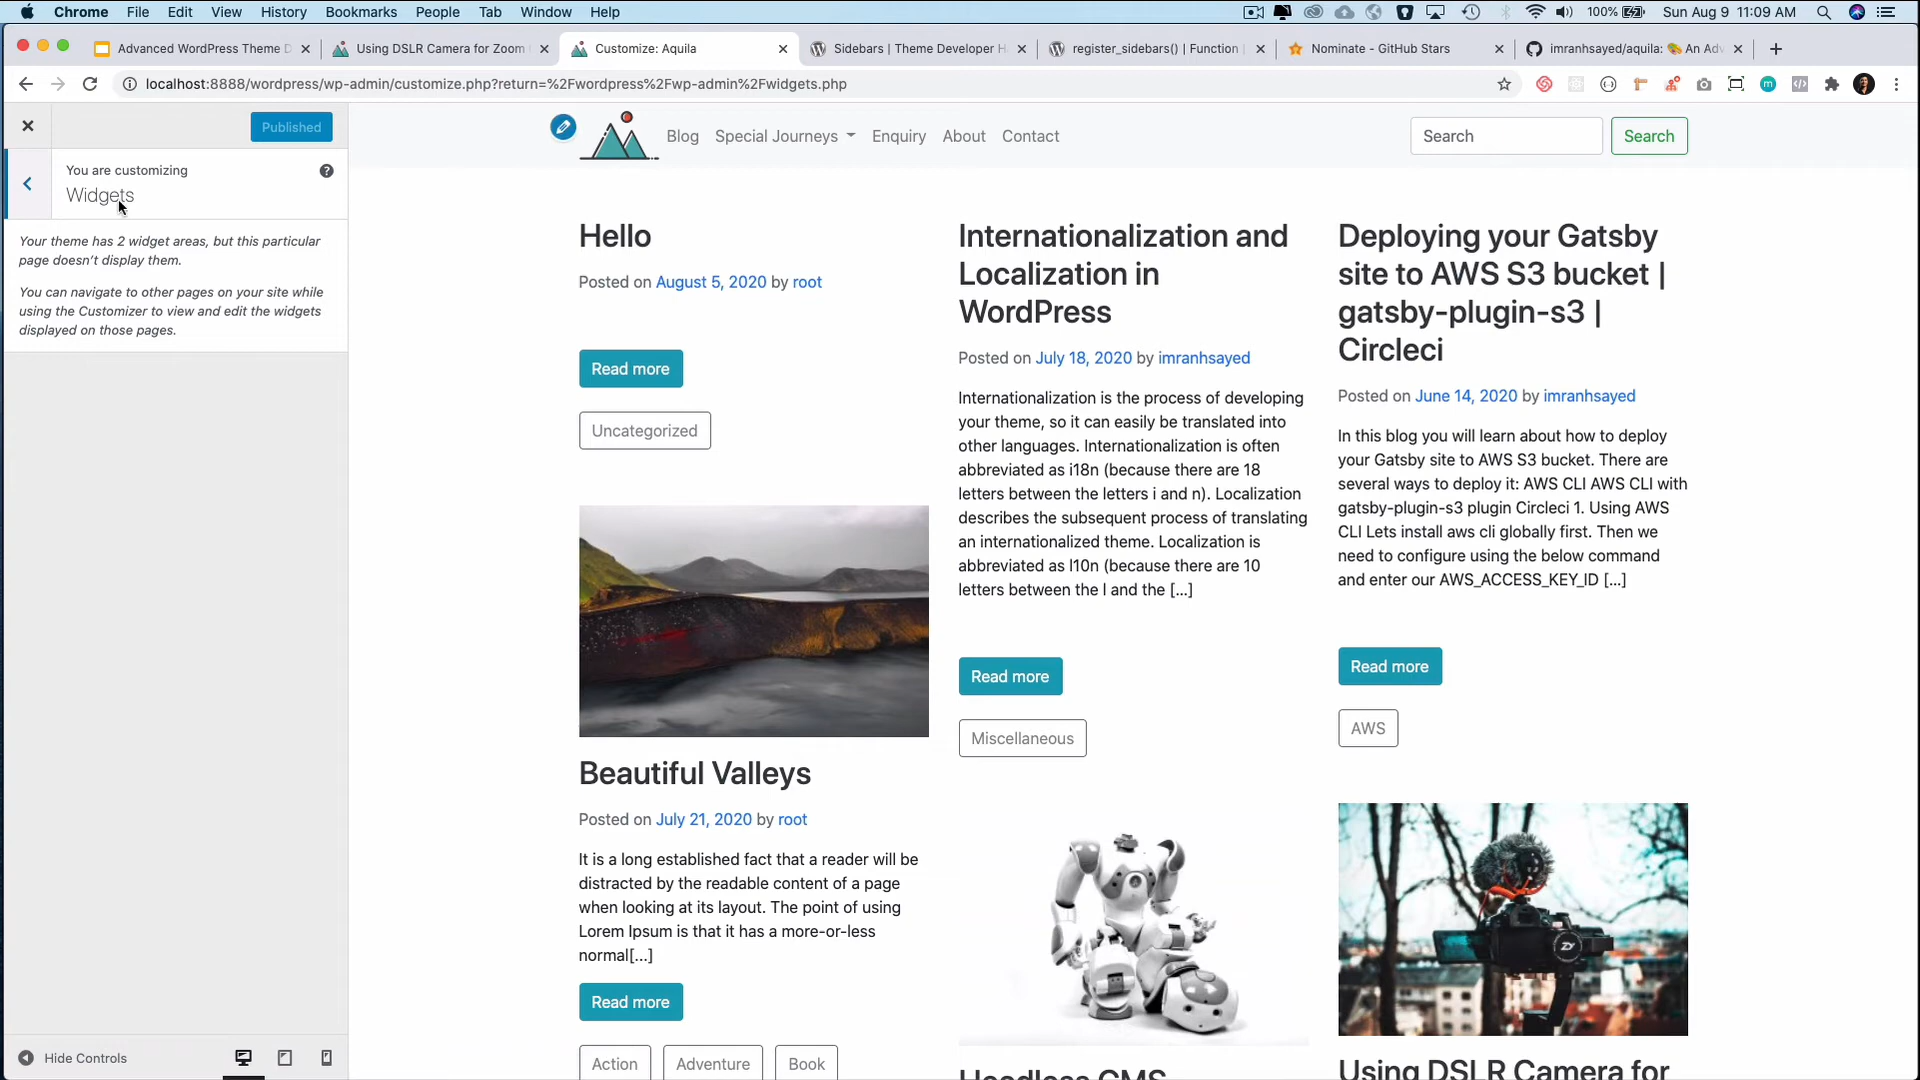 Chrome File Edit View History Bookmarks People Tab Window Help 100% Sun Aug 9 11:09 AM
Advanced WordPress Theme D
Using DSLR Camera for Zoom
Customize: Aquila
Sidebars | Theme Developer H
register_sidebars() | Function
Nominate - GitHub Stars
imranhsayed/aquila: An Adv
localhost:8888/wordpress/wp-admin/customize.php?return=%2Fwordpress%2Fwp-admin%2Fwidgets.php
Published
You are customizing
Widgets
Your theme has 2 widget areas, but this particular
page doesn't display them.
You can navigate to other pages on your site while
using the Customizer to view and edit the widgets
displayed on those pages.
Hide Controls
Blog Special Journeys Enquiry About Contact
Search
Search
Hello
Posted on August 5, 2020 by root
Read more
Uncategorized
Beautiful Valleys
Posted on July 21, 2020 by root
It is a long established fact that a reader will be
distracted by the readable content of a page
when looking at its layout. The point of using
Lorem Ipsum is that it has a more-or-less
normal[...]
Read more
Action Adventure Book
Internationalization and
Localization in
WordPress
Posted on July 18, 2020 by imranhsayed
Internationalization is the process of developing
your theme, so it can easily be translated into
other languages. Internationalization is often
abbreviated as i18n (because there are 18
letters between the letters i and n). Localization
describes the subsequent process of translating
an internationalized theme. Localization is
abbreviated as l10n (because there are 10
letters between the l and the [...]
Read more
Miscellaneous
Headless CMS
Deploying your Gatsby
site to AWS S3 bucket |
gatsby-plugin-s3 |
Circleci
Posted on June 14, 2020 by imranhsayed
In this blog you will learn about how to deploy
your Gatsby site to AWS S3 bucket. There are
several ways to deploy it: AWS CLI AWS CLI with
gatsby-plugin-s3 plugin Circleci 1. Using AWS
CLI Lets install aws cli globally first. Then we
need to configure using the below command
and enter our AWS_ACCESS_KEY_ID [...]
Read more
AWS
Using DSLR Camera for